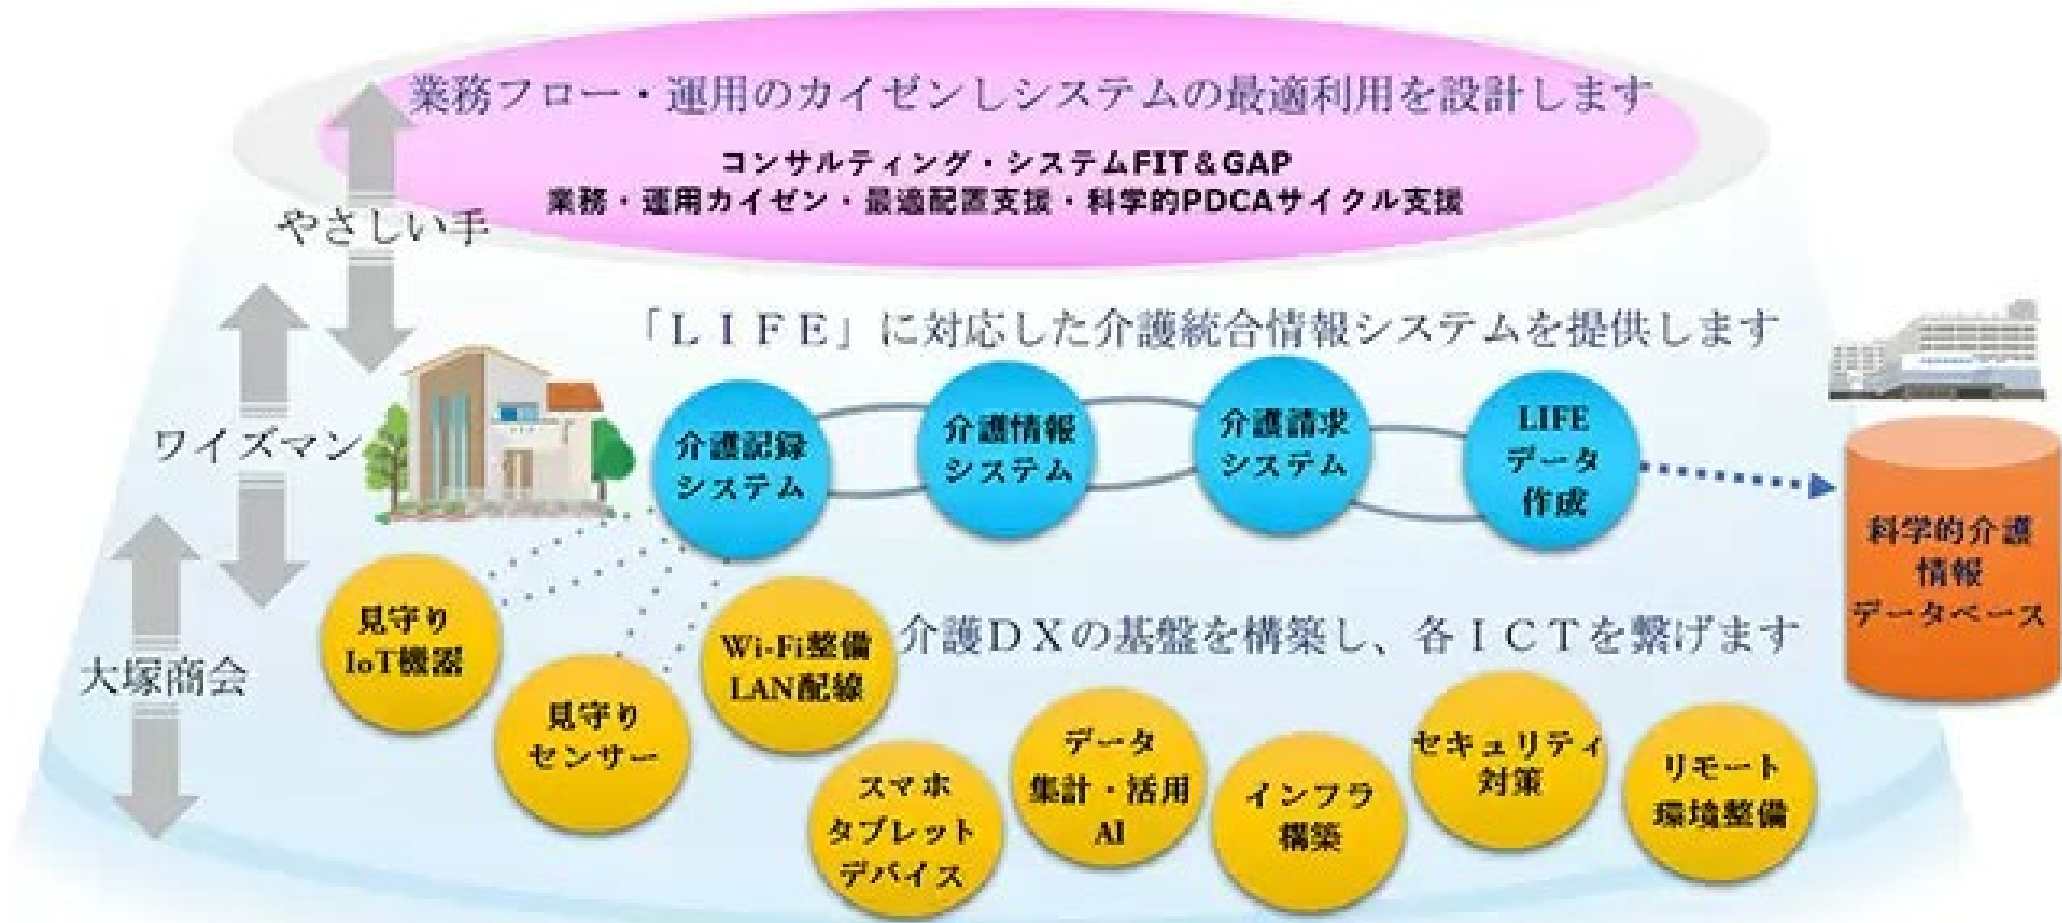 業務フロー・運用のカイゼンしシステムの最適利用を設計します
コンサルティング・システムFIT＆GAP
業務・運用カイゼン・最適配置支援・科学的PDCAサイクル支援
やさしい手
「ＬＩＦＥ」に対応した介護統合情報システムを提供します
ワイズマン
介護記録
システム
介護情報
システム
介護請求
システム
LIFE
データ
作成
科学的介護
情報
データベース
大塚商会
介護ＤＸの基盤を構築し、各ＩＣＴを繋げます
見守り
IoT機器
見守り
センサー
Wi-Fi整備
LAN配線
スマホ
タブレット
デバイス
データ
集計・活用
AI
インフラ
構築
セキュリティ
対策
リモート
環境整備